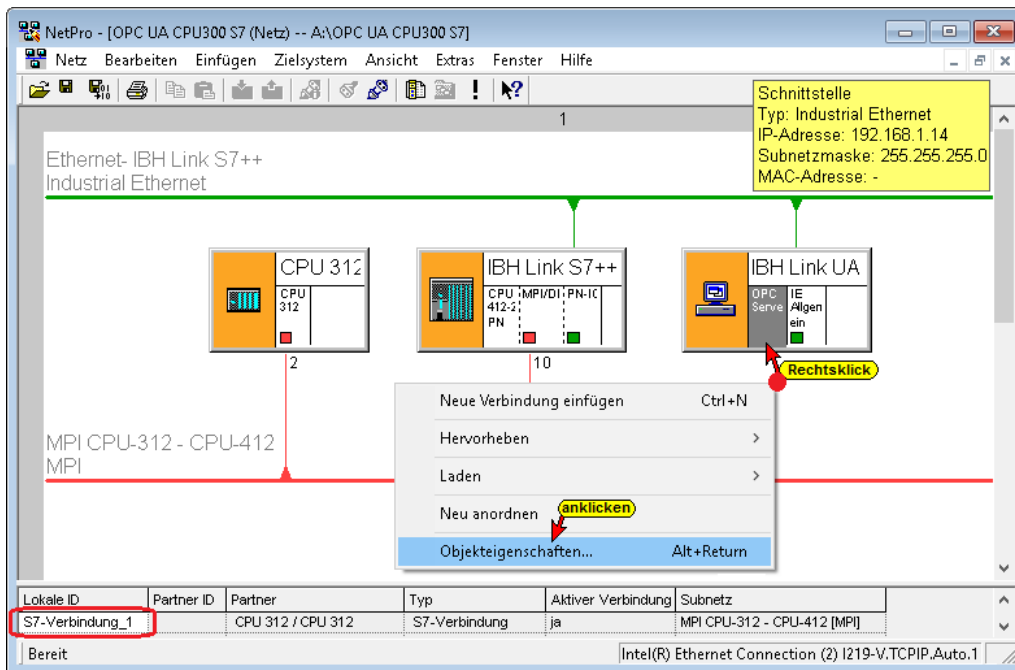 NetPro - [OPC UA CPU300 S7 (Netz) -- A:\OPC UA CPU300 S7]
Netz Bearbeiten Einfügen Zielsystem Ansicht Extras Fenster Hilfe
1
Schnittstelle
Typ: Industrial Ethernet
IP-Adresse: 192.168.1.14
Subnetzmaske: 255.255.255.0
MAC-Adresse: -
Ethernet- IBH Link S7++
Industrial Ethernet
CPU 312
CPU
312
2
IBH Link S7++
CPU MPI/DI PN-IC
412-2
PN
10
IBH Link UA
OPC IE
Serve Allgen
ein
Rechtsklick
MPI CPU-312 - CPU-412
MPI
Neue Verbindung einfügen Ctrl+N
Hervorheben
Laden
Neu anordnen
anklicken
Objekteigenschaften... Alt+Return
Lokale ID Partner ID Partner Typ Aktiver Verbindung Subnetz
S7-Verbindung_1 CPU 312 / CPU 312 S7-Verbindung ja MPI CPU-312 - CPU-412 [MPI]
Bereit Intel(R) Ethernet Connection (2) I219-V.TCPIP.Auto.1